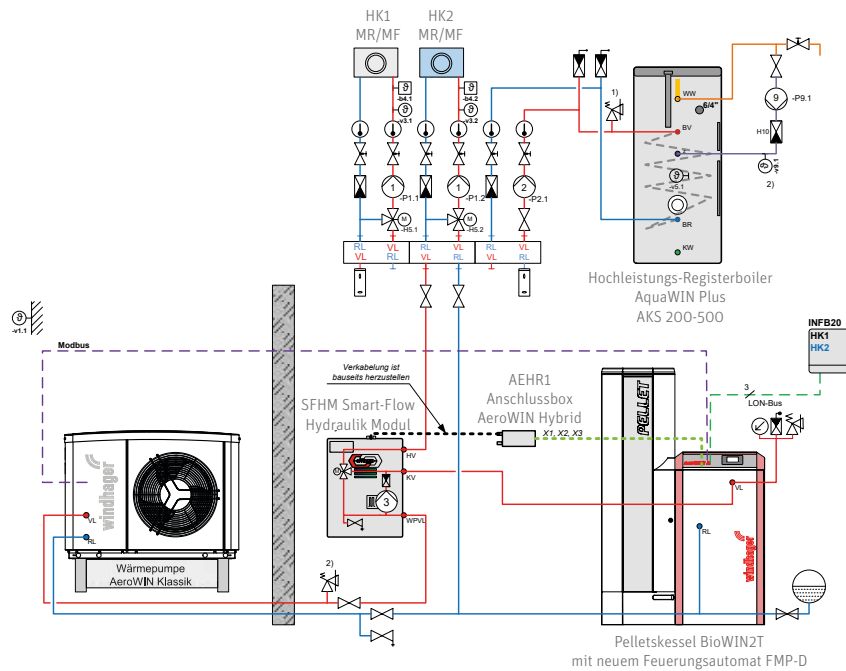 HK1
MR/MF
HK2
MR/MF
-b4.1
-v3.1
-b4.2
-v3.2
1
-P1.1
1
-P1.2
2
-P2.1
M
-H5.1
M
-H5.2
RL VL RL VL RL VL
VL RL VL RL VL RL
1)
WW
6/4"
BV
-v5.1
BR
KW
9
-P9.1
H10
-v9.1
2)
Hochleistungs-Registerboiler
AquaWIN Plus
AKS 200-500
-v1.1
Modbus
INFB20
HK1
HK2
Verkabelung ist
bauseits herzustellen
SFHM Smart-Flow
Hydraulik Modul
AEHR1
Anschlussbox
AeroWIN Hybrid
X1, X2, X3
3
LON-Bus
HV
KV
3
WPVL
PELLET
VL
RL
windhager
windhager
VL
RL
Wärmepumpe
AeroWIN Klassik
2)
Pelletskessel BioWIN2T
mit neuem Feuerungsautomat FMP-D